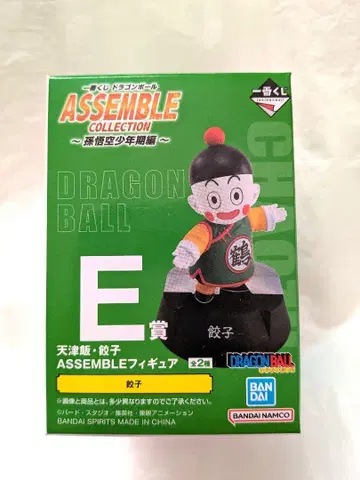 一番くじ ドラゴンボール
ASSEMBLE
COLLECTION
～孫悟空少年期編～
一番くじ
DRAGON
BALL
CHAO
鶴
餃子
E賞
天津飯・餃子
ASSEMBLEフィギュア 全2種
餃子
DRAGON BALL
BAN
DAI
※画像と商品とは、多少異なりますのでご了承ください。
©バード・スタジオ/集英社・東映アニメーション
BANDAI SPIRITS MADE IN CHINA
BANDAI NAMCO